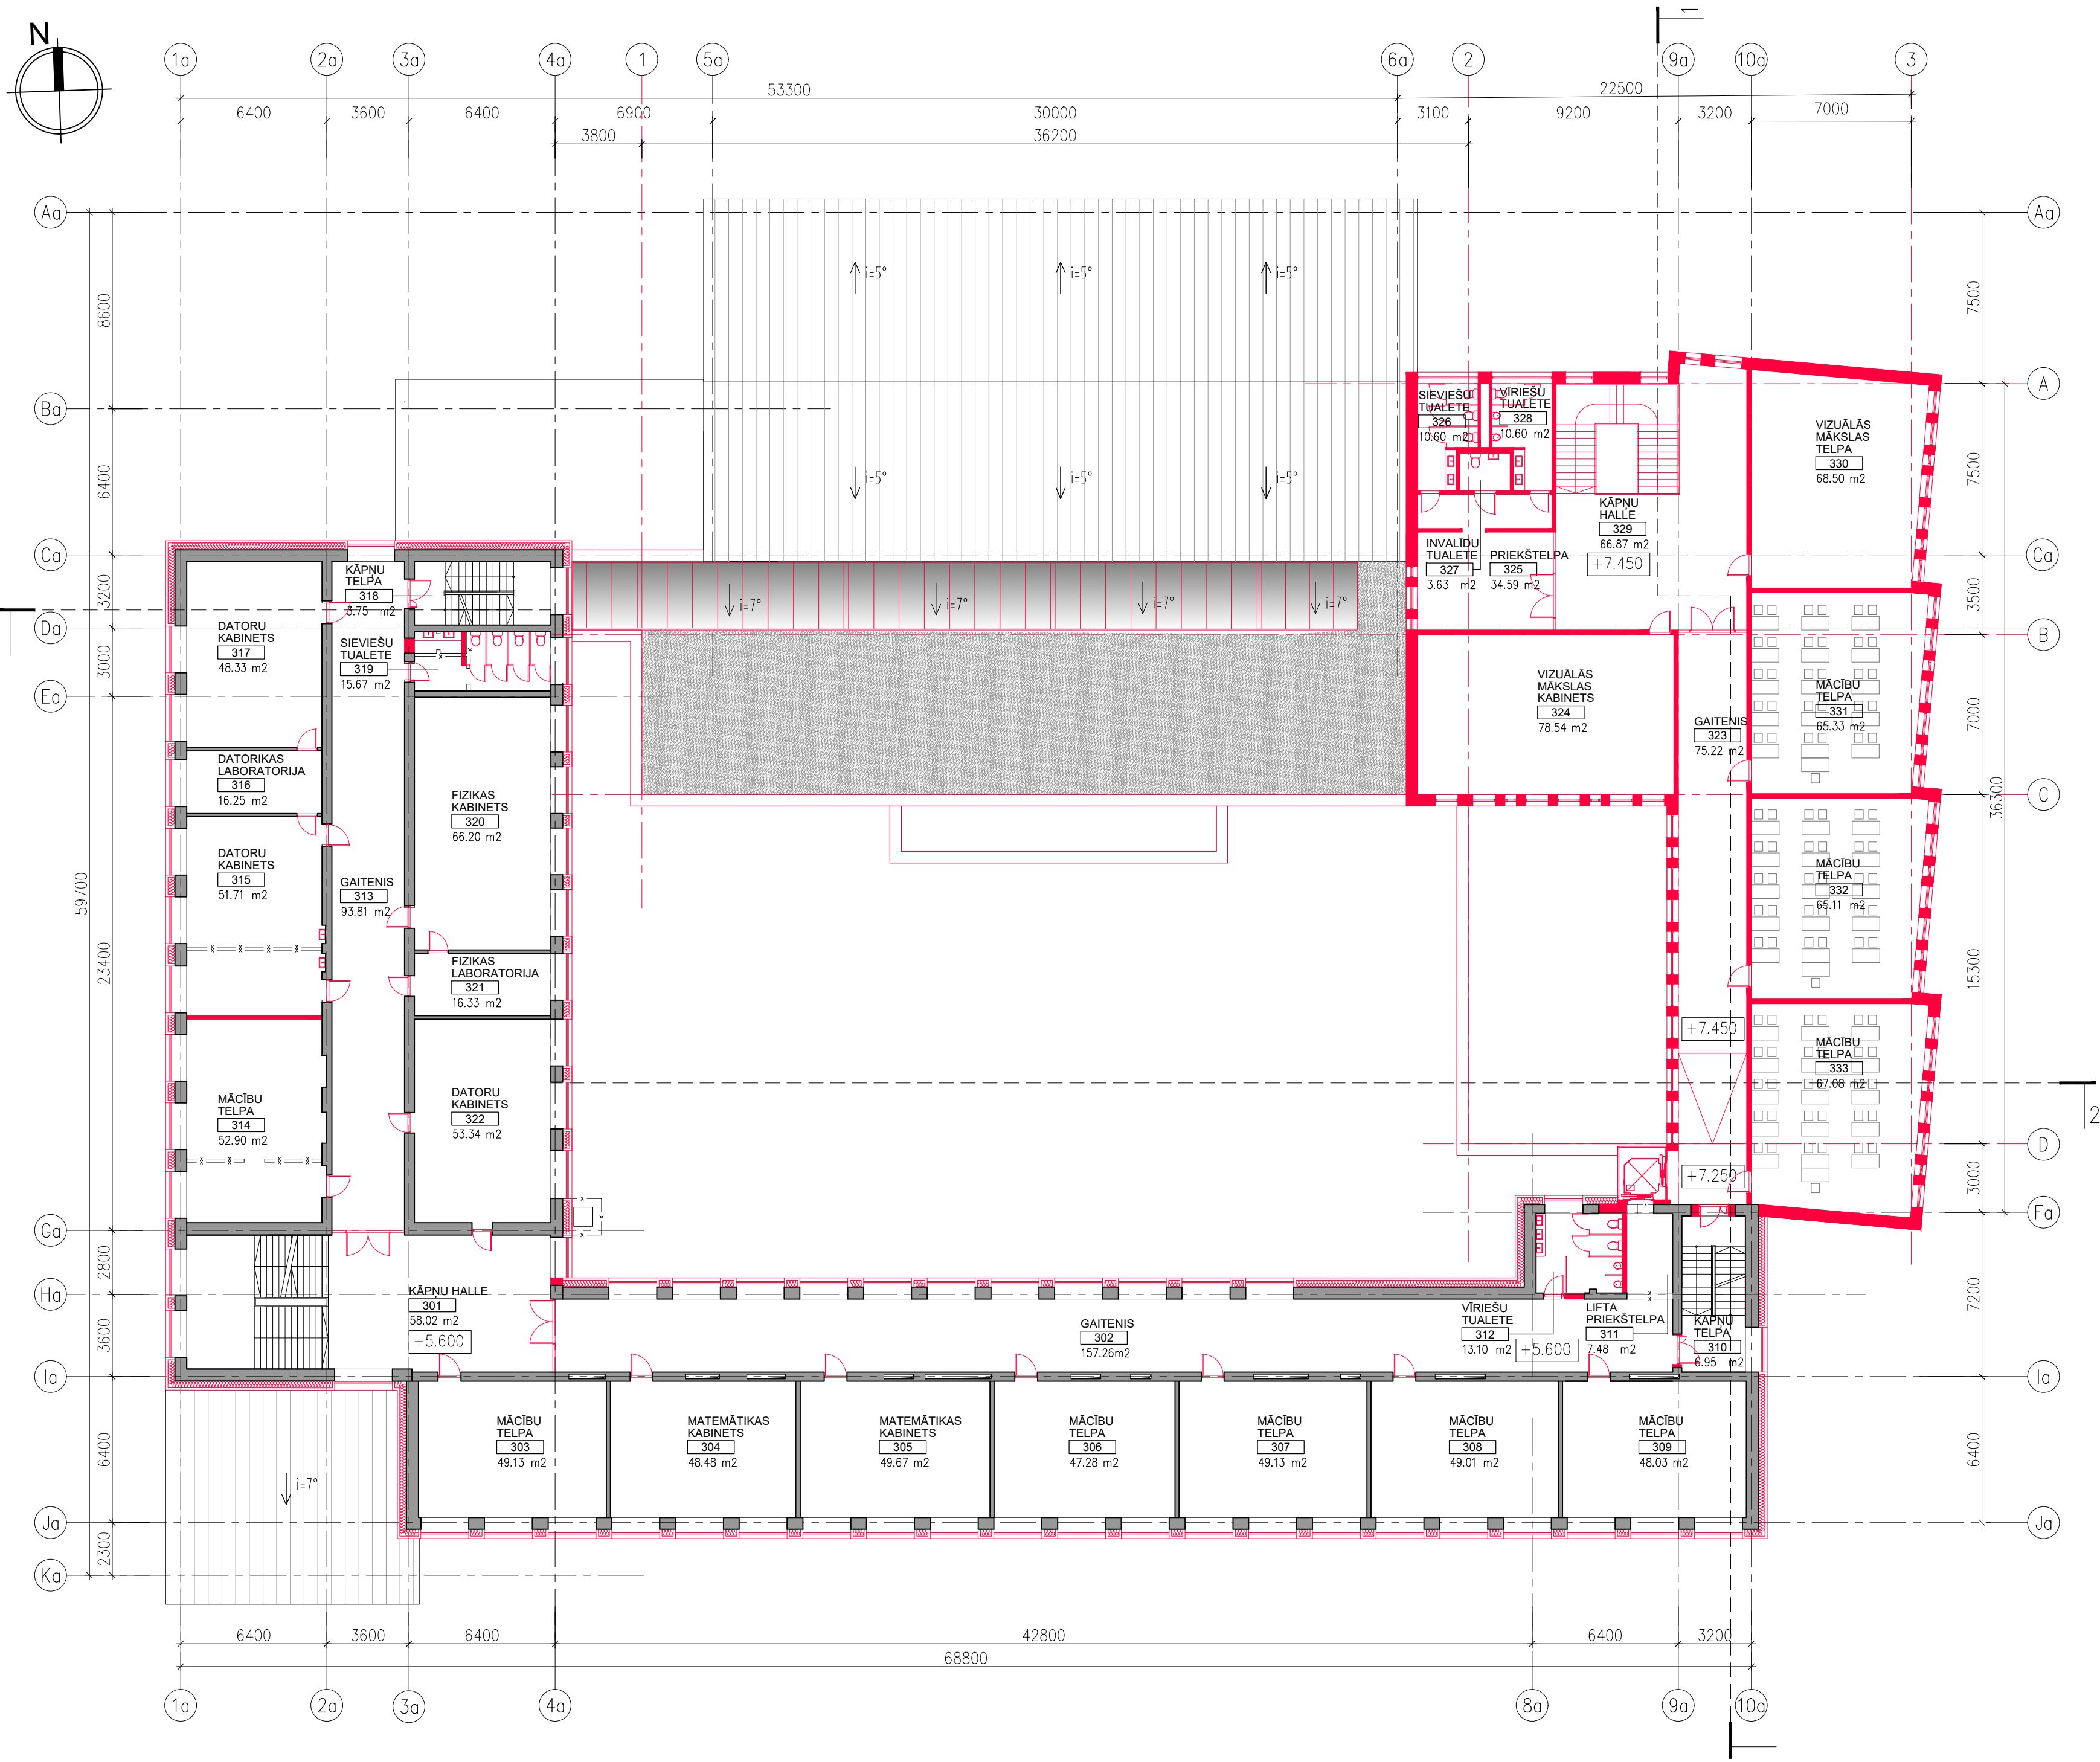 N
1
1a 2a 3a 4a 1 5a 6a 2 9a 10a 3
53300 22500
6400 3600 6400 6900 30000 3100 9200 3200 7000
3800 36200
Aa Aa
Ba A
Ca Ca
Da B
Ea C
Ga D
Ha Fa
Ia Ia
Ja Ja
Ka
8600
6400
3200
3000
23400
2800
3600
6400
2300
59700
7500
7500
3500
7000
15300
3000
7200
6400
36300
i=5° i=5° i=5°
i=5° i=5° i=5°
i=7° i=7° i=7° i=7°
SIEVIEŠU
TUALETE
326
10.60 m2
VĪRIEŠU
TUALETE
328
10.60 m2
VIZUĀLĀS
MĀKSLAS
TELPA
330
68.50 m2
KĀPŅU
HALLE
329
66.87 m2
+7.450
INVALĪDU
TUALETE
327
3.63 m2
PRIEKŠTELPA
325
34.59 m2
KĀPŅU
TELPA
318
3.75 m2
DATORU
KABINETS
317
48.33 m2
SIEVIEŠU
TUALETE
319
15.67 m2
VIZUĀLĀS
MĀKSLAS
KABINETS
324
78.54 m2
GAITENIS
323
75.22 m2
MĀCĪBU
TELPA
331
65.33 m2
DATORIKAS
LABORATORIJA
316
16.25 m2
FIZIKAS
KABINETS
320
66.20 m2
DATORU
KABINETS
315
51.71 m2
GAITENIS
313
93.81 m2
MĀCĪBU
TELPA
332
65.11 m2
FIZIKAS
LABORATORIJA
321
16.33 m2
+7.450
MĀCĪBU
TELPA
333
67.08 m2
MĀCĪBU
TELPA
314
52.90 m2
DATORU
KABINETS
322
53.34 m2
2
+7.250
KĀPŅU HALLE
301
58.02 m2
+5.600
GAITENIS
302
157.26m2
VĪRIEŠU
TUALETE
312
13.10 m2
+5.600
LIFTA
PRIEKŠTELPA
311
7.48 m2
KĀPŅU
TELPA
310
6.95 m2
MĀCĪBU
TELPA
303
49.13 m2
MATEMĀTIKAS
KABINETS
304
48.48 m2
MATEMĀTIKAS
KABINETS
305
49.67 m2
MĀCĪBU
TELPA
306
47.28 m2
MĀCĪBU
TELPA
307
49.13 m2
MĀCĪBU
TELPA
308
49.01 m2
MĀCĪBU
TELPA
309
48.03 m2
i=7°
6400 3600 6400 42800 6400 3200
68800
1a 2a 3a 4a 8a 9a 10a